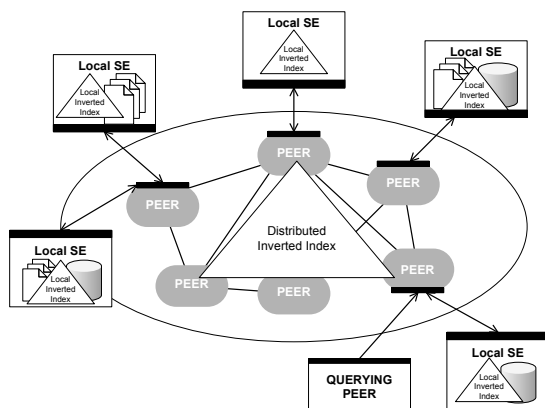 Local SE
Local
Inverted
Index
Local SE
Local
Inverted
Index
Local SE
Local
Inverted
Index
PEER
PEER
PEER
Distributed
Inverted Index
Local SE
Local
Inverted
Index
PEER
PEER
PEER
QUERYING
PEER
Local SE
Local
Inverted
Index